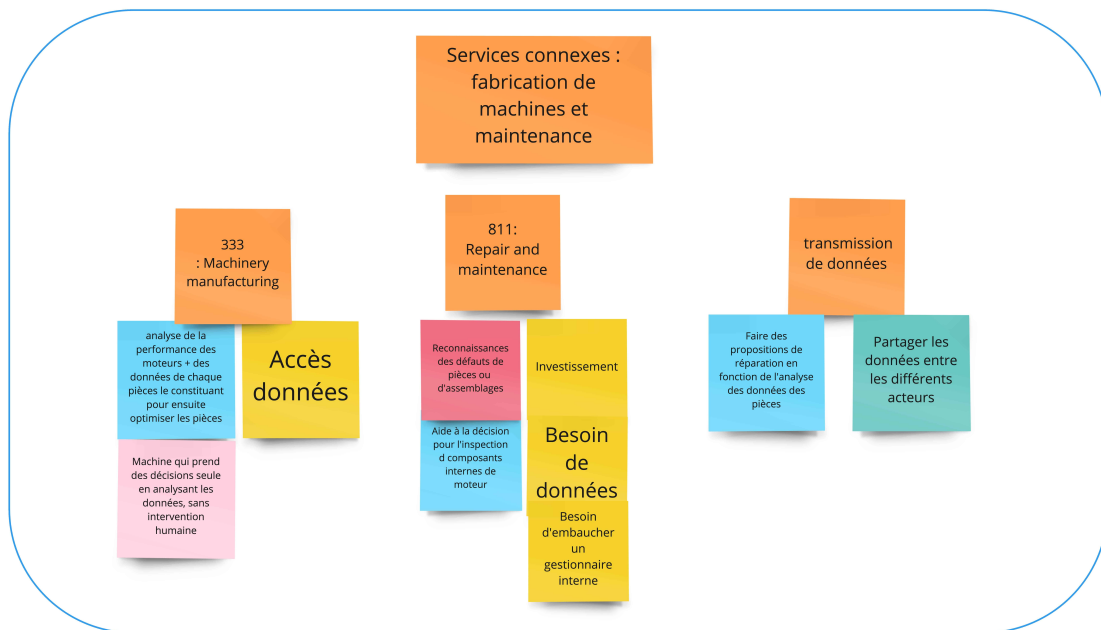 Services connexes :
fabrication de
machines et
maintenance
333
: Machinery
manufacturing
analyse de la
performance des
moteurs + des
données de chaque
pièces le constituant
pour ensuite
optimiser les pièces
Accès
données
Machine qui prend
des décisions seule
en analysant les
données, sans
intervention
humaine
811:
Repair and
maintenance
Reconnaissances
des défauts de
pièces ou
d'assemblages
Investissement
Aide à la décision
pour l'inspection
d composants
internes de
moteur
Besoin
de
données
Besoin
d'embaucher
un
gestionnaire
interne
transmission
de données
Faire des
propositions de
réparation en
fonction de l'analyse
des données des
pièces
Partager les
données entre
les différents
acteurs